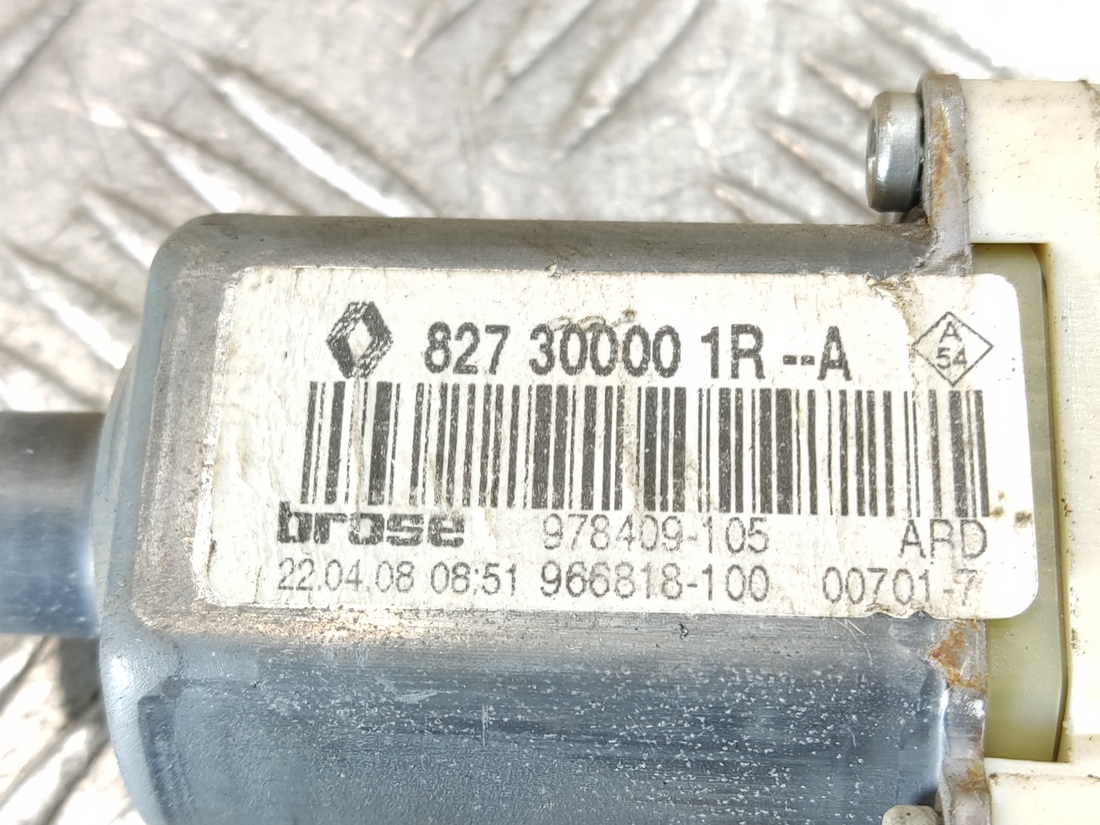 827 30000 1R --A
A
54
brose 978409-105 ARD
22.04.08 08:51 966818-100 00701-7